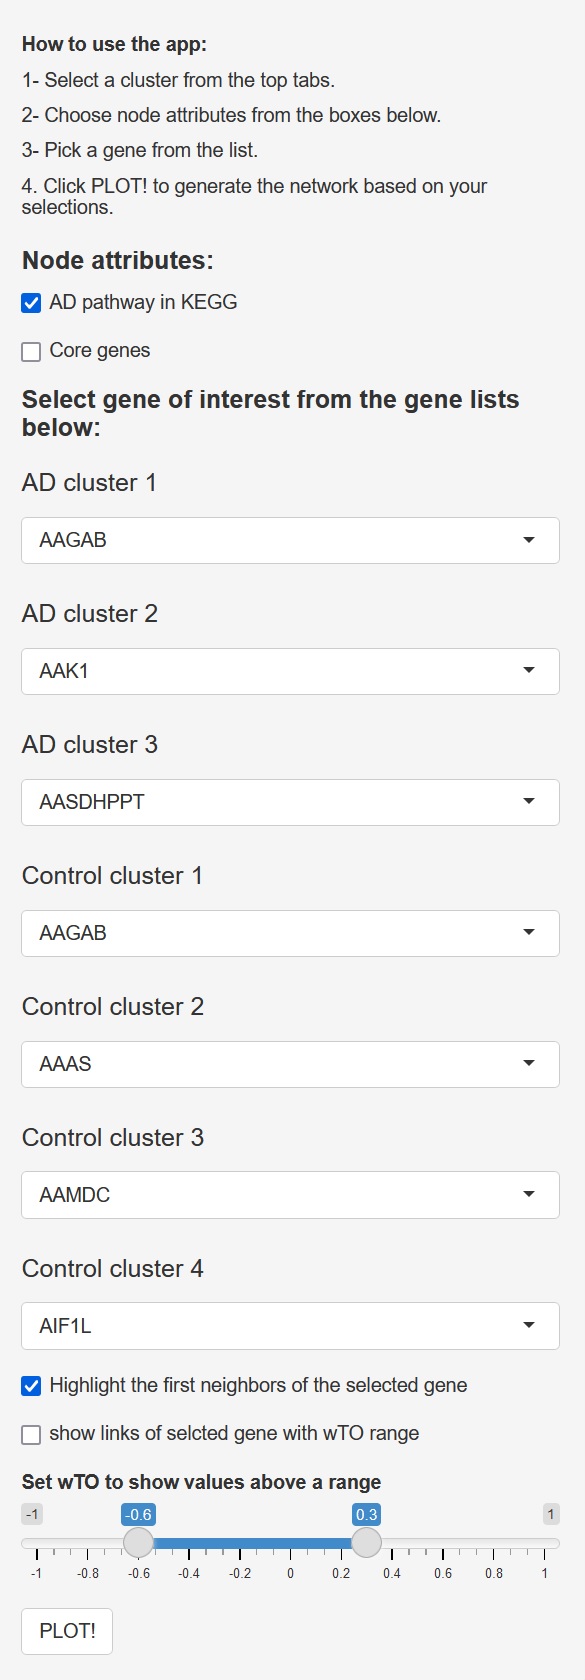 How to use the app:
1- Select a cluster from the top tabs.
2- Choose node attributes from the boxes below.
3- Pick a gene from the list.
4. Click PLOT! to generate the network based on your
selections.
Node attributes:
AD pathway in KEGG
Core genes
Select gene of interest from the gene lists
below:
AD cluster 1
AAGAB
AD cluster 2
AAK1
AD cluster 3
AASDHPPT
Control cluster 1
AAGAB
Control cluster 2
AAAS
Control cluster 3
AAMDC
Control cluster 4
AIF1L
Highlight the first neighbors of the selected gene
show links of selcted gene with wTO range
Set wTO to show values above a range
-1 -0.6 0.3 1
-1 -0.8 -0.6 -0.4 -0.2 0 0.2 0.4 0.6 0.8 1
PLOT!